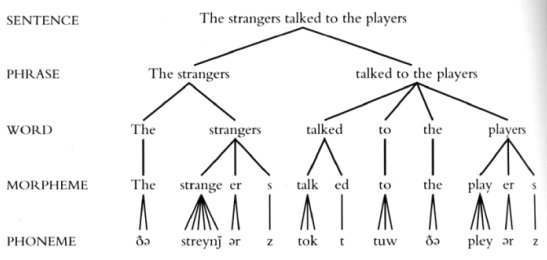 SENTENCE The strangers talked to the players
PHRASE The strangers talked to the players
WORD The strangers talked to the players
MORPHEME The strange er s talk ed to the play er s
PHONEME ðə streynǰ ər z tok t tuw ðə pley ər z